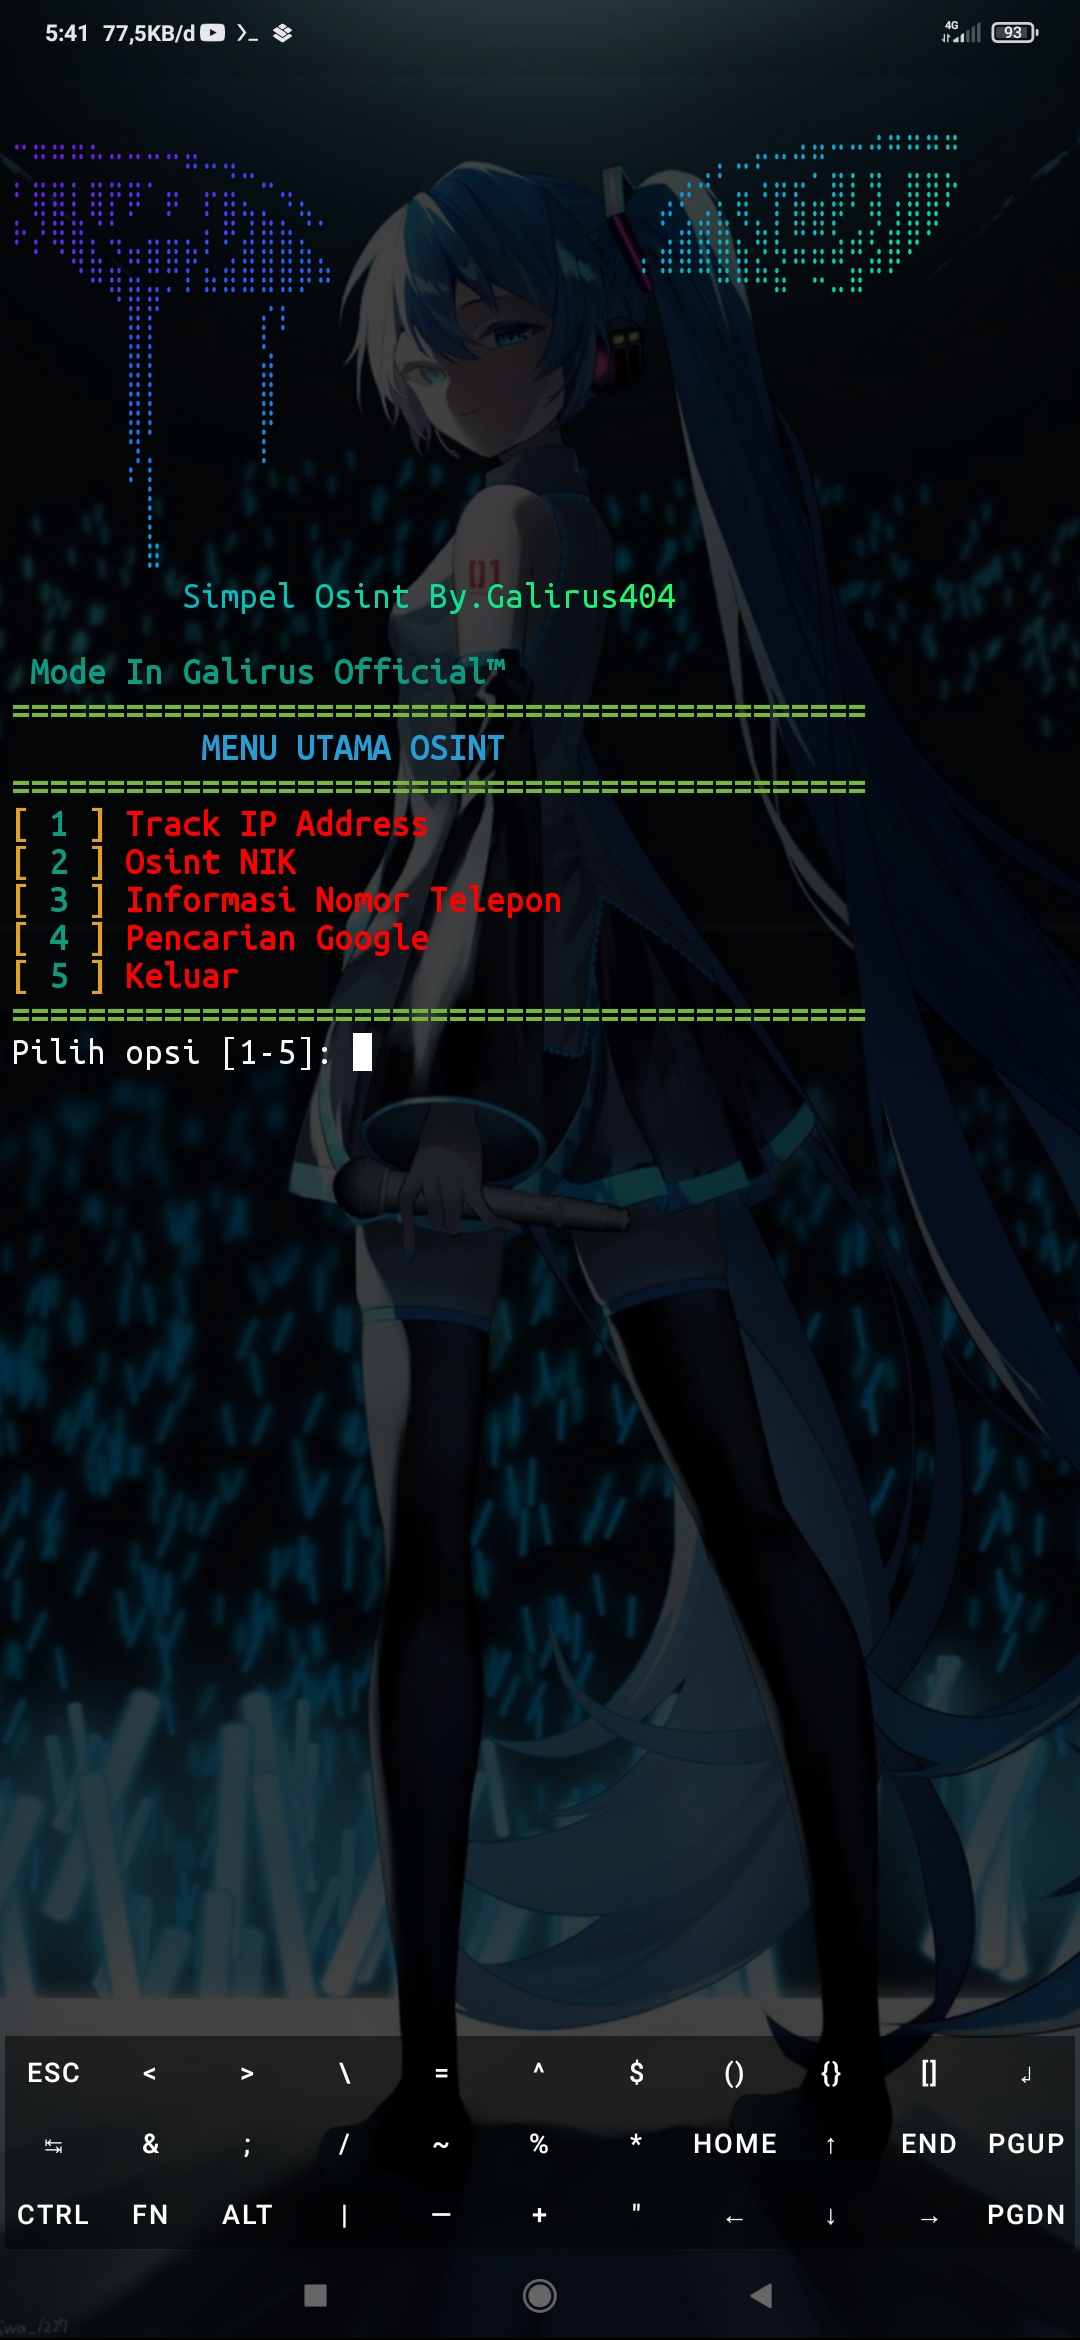 5:41 77,5KB/d
4G 93
01
Simpel Osint By.Galirus404
Mode In Galirus Official™
=============================================
MENU UTAMA OSINT
=============================================
[ 1 ] Track IP Address
[ 2 ] Osint NIK
[ 3 ] Informasi Nomor Telepon
[ 4 ] Pencarian Google
[ 5 ] Keluar
=============================================
Pilih opsi [1-5]:
ESC < > \ = ^ $ () {} [] ↲
↹ & ; / ~ % * HOME ↑ END PGUP
CTRL FN ALT | — + " ← ↓ → PGDN